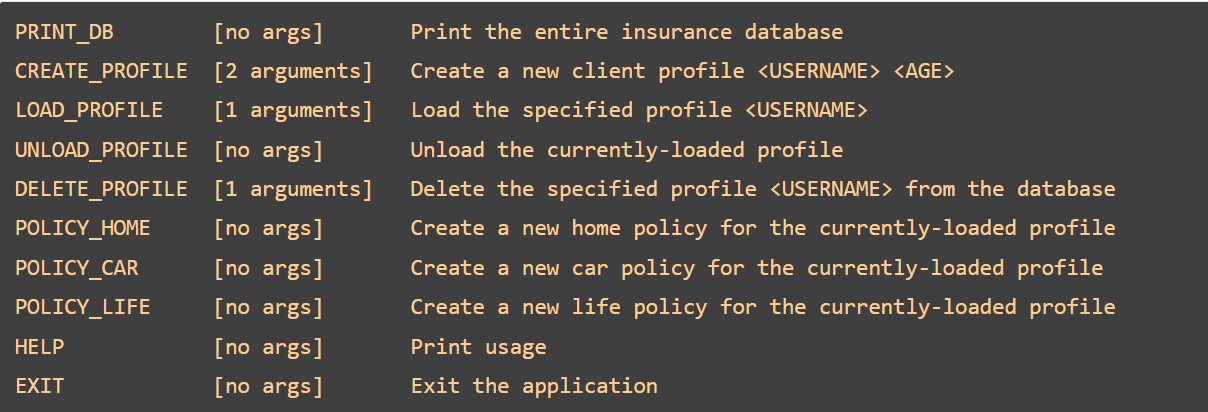 PRINT_DB [no args] Print the entire insurance database
CREATE_PROFILE [2 arguments] Create a new client profile <USERNAME> <AGE>
LOAD_PROFILE [1 arguments] Load the specified profile <USERNAME>
UNLOAD_PROFILE [no args] Unload the currently-loaded profile
DELETE_PROFILE [1 arguments] Delete the specified profile <USERNAME> from the database
POLICY_HOME [no args] Create a new home policy for the currently-loaded profile
POLICY_CAR [no args] Create a new car policy for the currently-loaded profile
POLICY_LIFE [no args] Create a new life policy for the currently-loaded profile
HELP [no args] Print usage
EXIT [no args] Exit the application